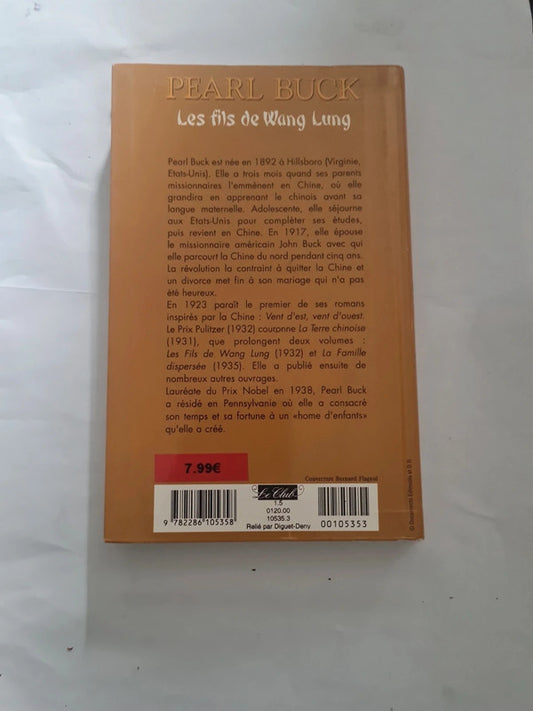 PEARL BUCK
Les fils de Wang Lung
Pearl Buck est née en 1892 à Hillsboro (Virginie,
Etats-Unis). Elle a trois mois quand ses parents
missionnaires l'emmènent en Chine, où elle
grandira en apprenant le chinois avant sa
langue maternelle. Adolescente, elle séjourne
aux Etats-Unis pour compléter ses études,
puis revient en Chine. En 1917, elle épouse
le missionnaire américain John Buck avec qui
elle parcourt la Chine du nord pendant cinq ans.
La révolution la contraint à quitter la Chine et
un divorce met fin à son mariage qui n'a pas
été heureux.
En 1923 paraît le premier de ses romans
inspirés par la Chine : Vent d'est, vent d'ouest.
Le Prix Pulitzer (1932) couronne La Terre chinoise
(1931), que prolongent deux volumes :
Les Fils de Wang Lung (1932) et La Famille
dispersée (1935). Elle a publié ensuite de
nombreux autres ouvrages.
Lauréate du Prix Nobel en 1938, Pearl Buck
a résidé en Pennsylvanie où elle a consacré
son temps et sa fortune à un «home d'enfants»
qu'elle a créé.
7.99€
Couverture Bernard Flageul
Le Club
1.5
0120.00
10535.3
Relié par Diguet-Deny
9 782286 105358
00105353